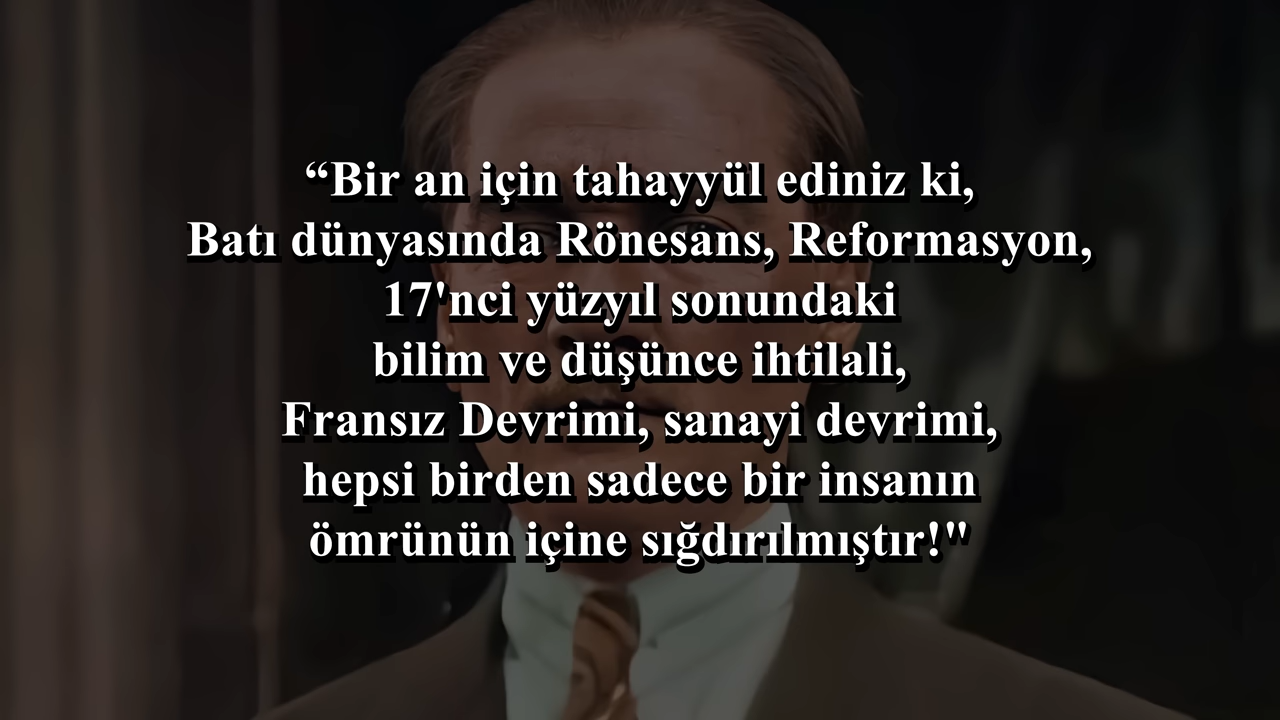 “Bir an için tahayyül ediniz ki,
Batı dünyasında Rönesans, Reformasyon,
17'nci yüzyıl sonundaki
bilim ve düşünce ihtilali,
Fransız Devrimi, sanayi devrimi,
hepsi birden sadece bir insanın
ömrünün içine sığdırılmıştır!"